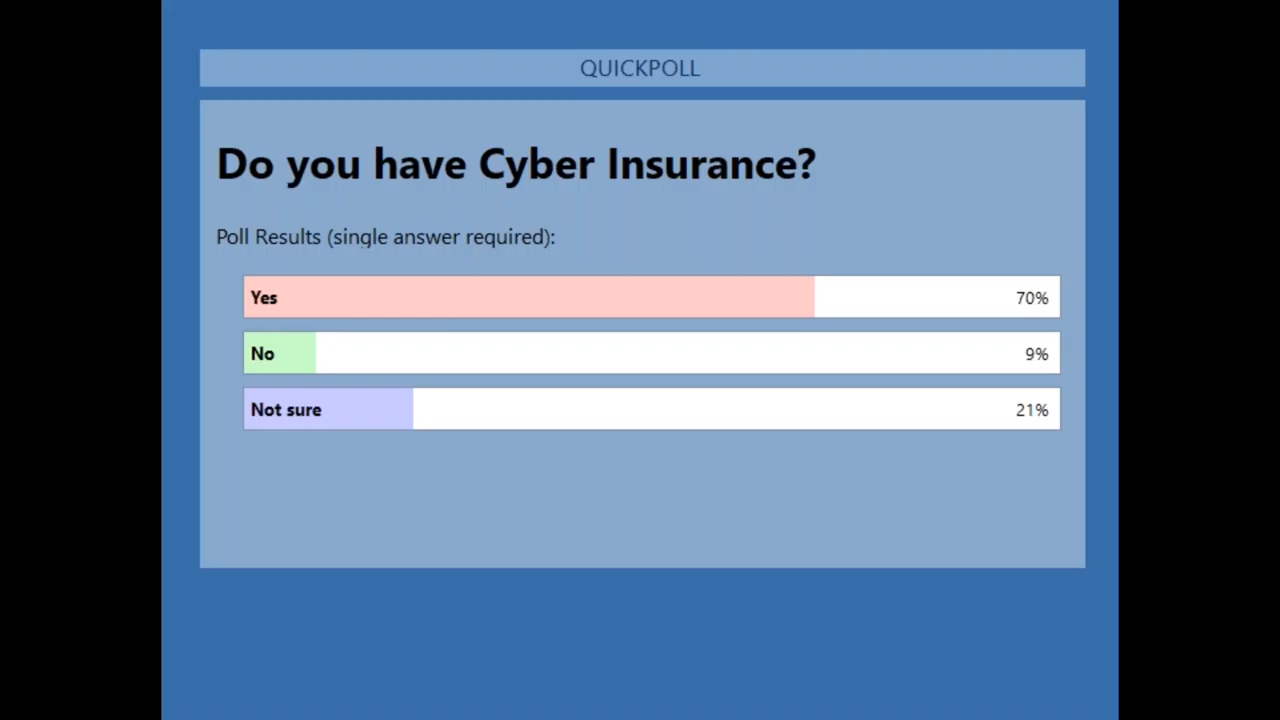 QUICKPOLL
Do you have Cyber Insurance?
Poll Results (single answer required):
Yes 70%
No 9%
Not sure 21%